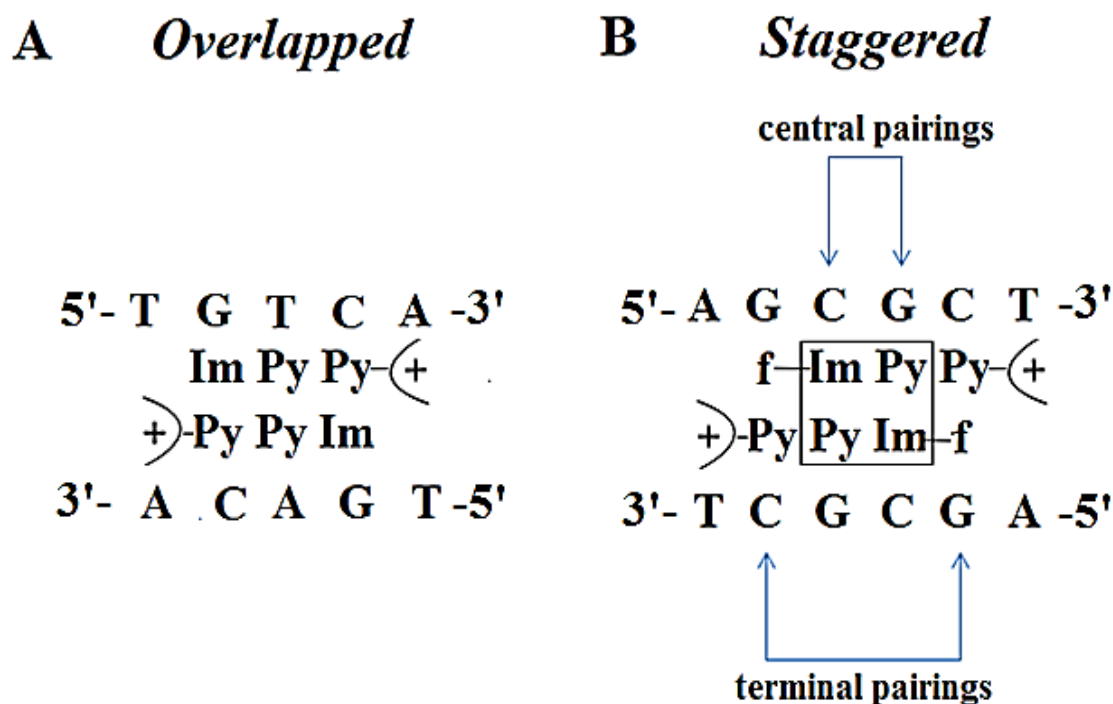 A Overlapped
5'- T G T C A -3'
Im Py Py-(+
+)-Py Py Im
3'- A C A G T -5'
B Staggered
central pairings
5'- A G C G C T -3'
f-Im Py Py-(+
+)-Py Py Im-f
3'- T C G C G A -5'
terminal pairings